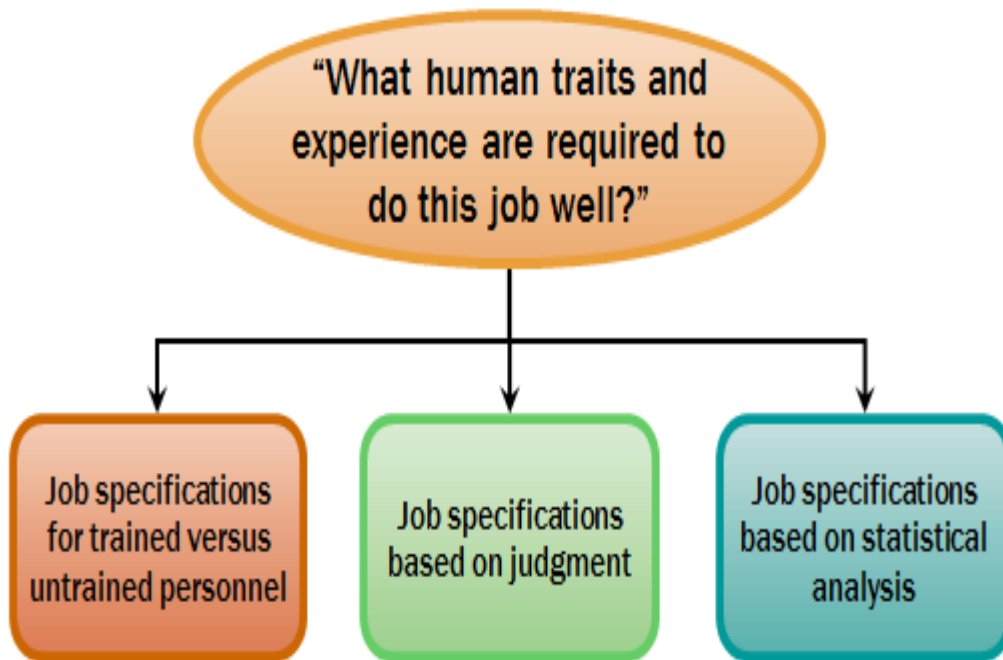 “What human traits and
experience are required to
do this job well?”
Job specifications
for trained versus
untrained personnel
Job specifications
based on judgment
Job specifications
based on statistical
analysis